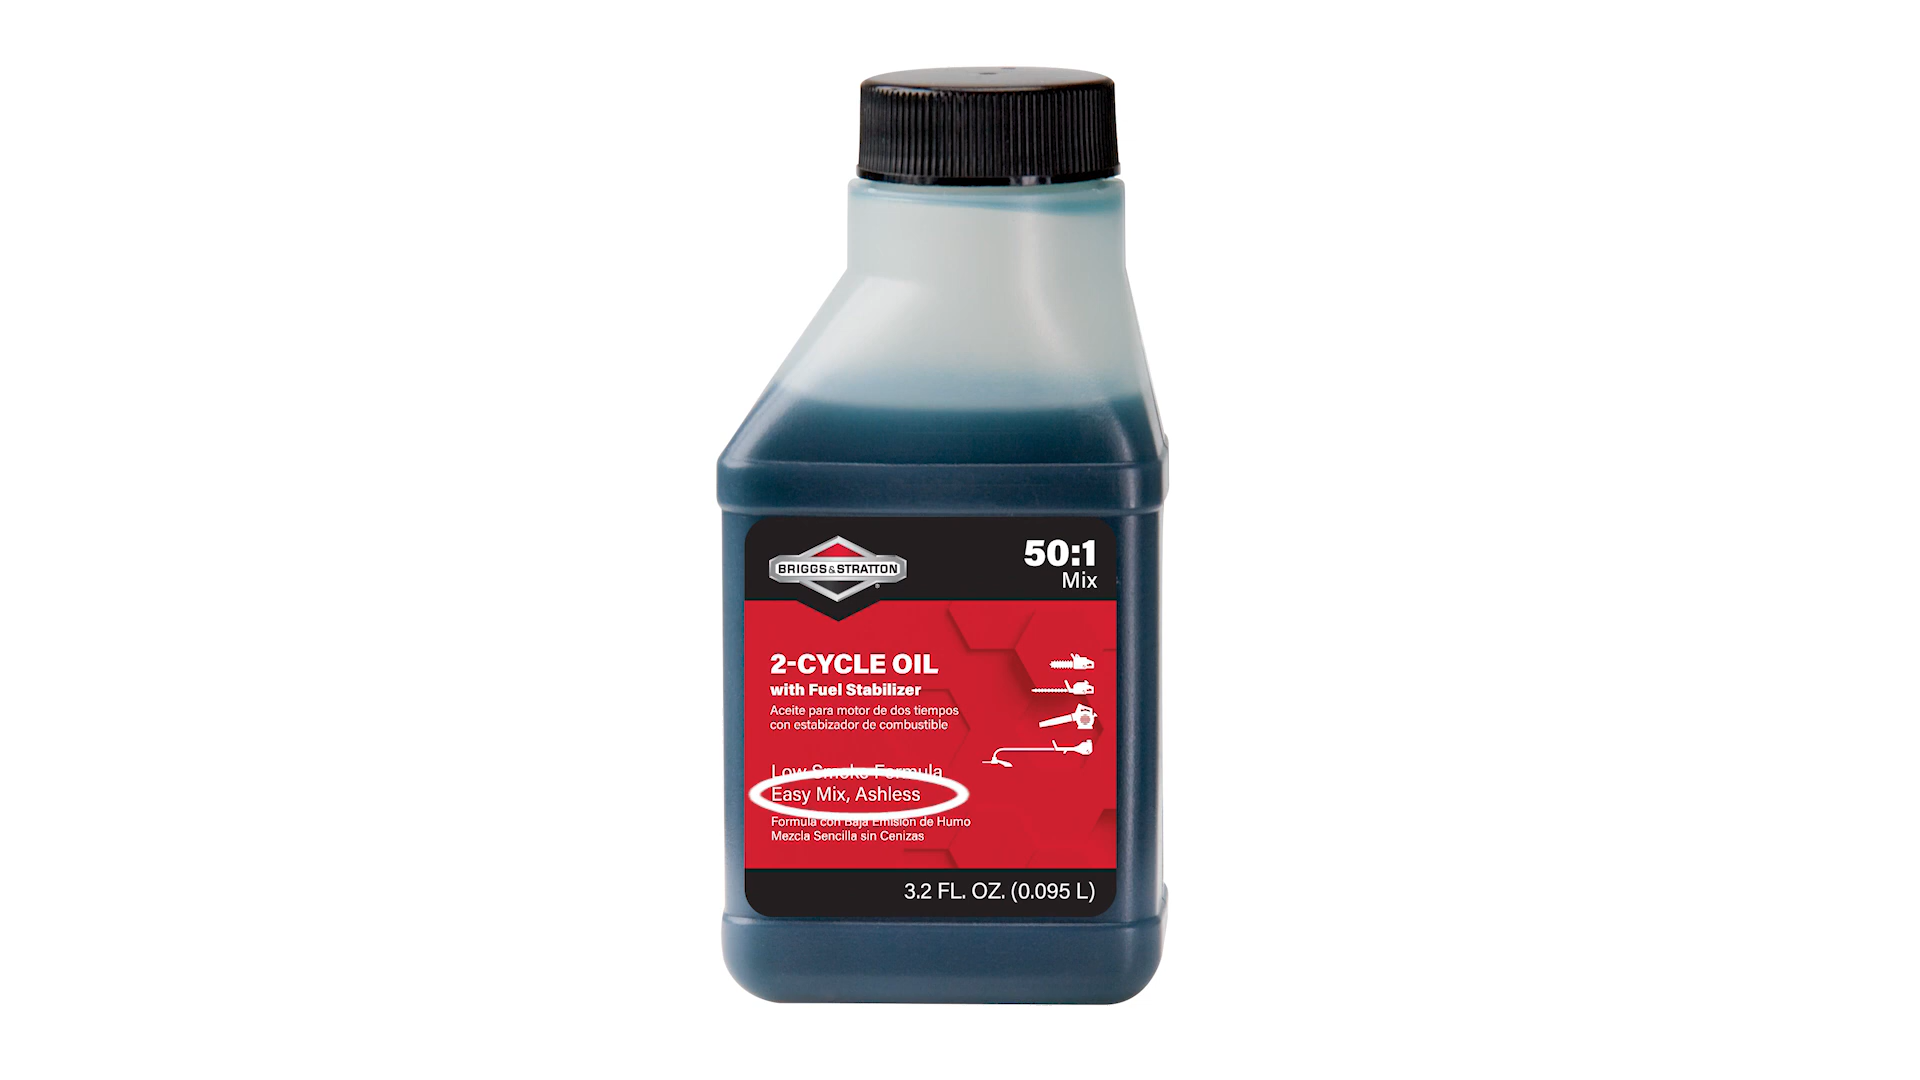 BRIGGS & STRATTON
50:1
Mix
2-CYCLE OIL
with Fuel Stabilizer
Aceite para motor de dos tiempos
con estabizador de combustible
Low Smoke Formula
Easy Mix, Ashless
Formula con Baja Emisión de Humo
Mezcla Sencilla sin Cenizas
3.2 FL. OZ. (0.095 L)